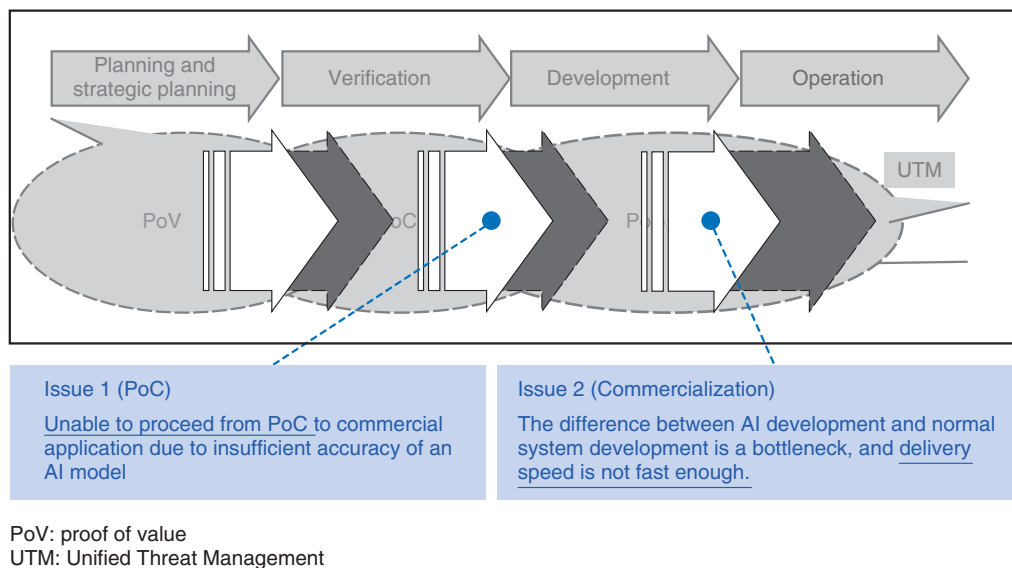 Planning and
strategic planning
Verification
Development
Operation
UTM
PoV
Issue 1 (PoC)
Unable to proceed from PoC to commercial
application due to insufficient accuracy of an
AI model
Issue 2 (Commercialization)
The difference between AI development and normal
system development is a bottleneck, and delivery
speed is not fast enough.
PoV: proof of value
UTM: Unified Threat Management